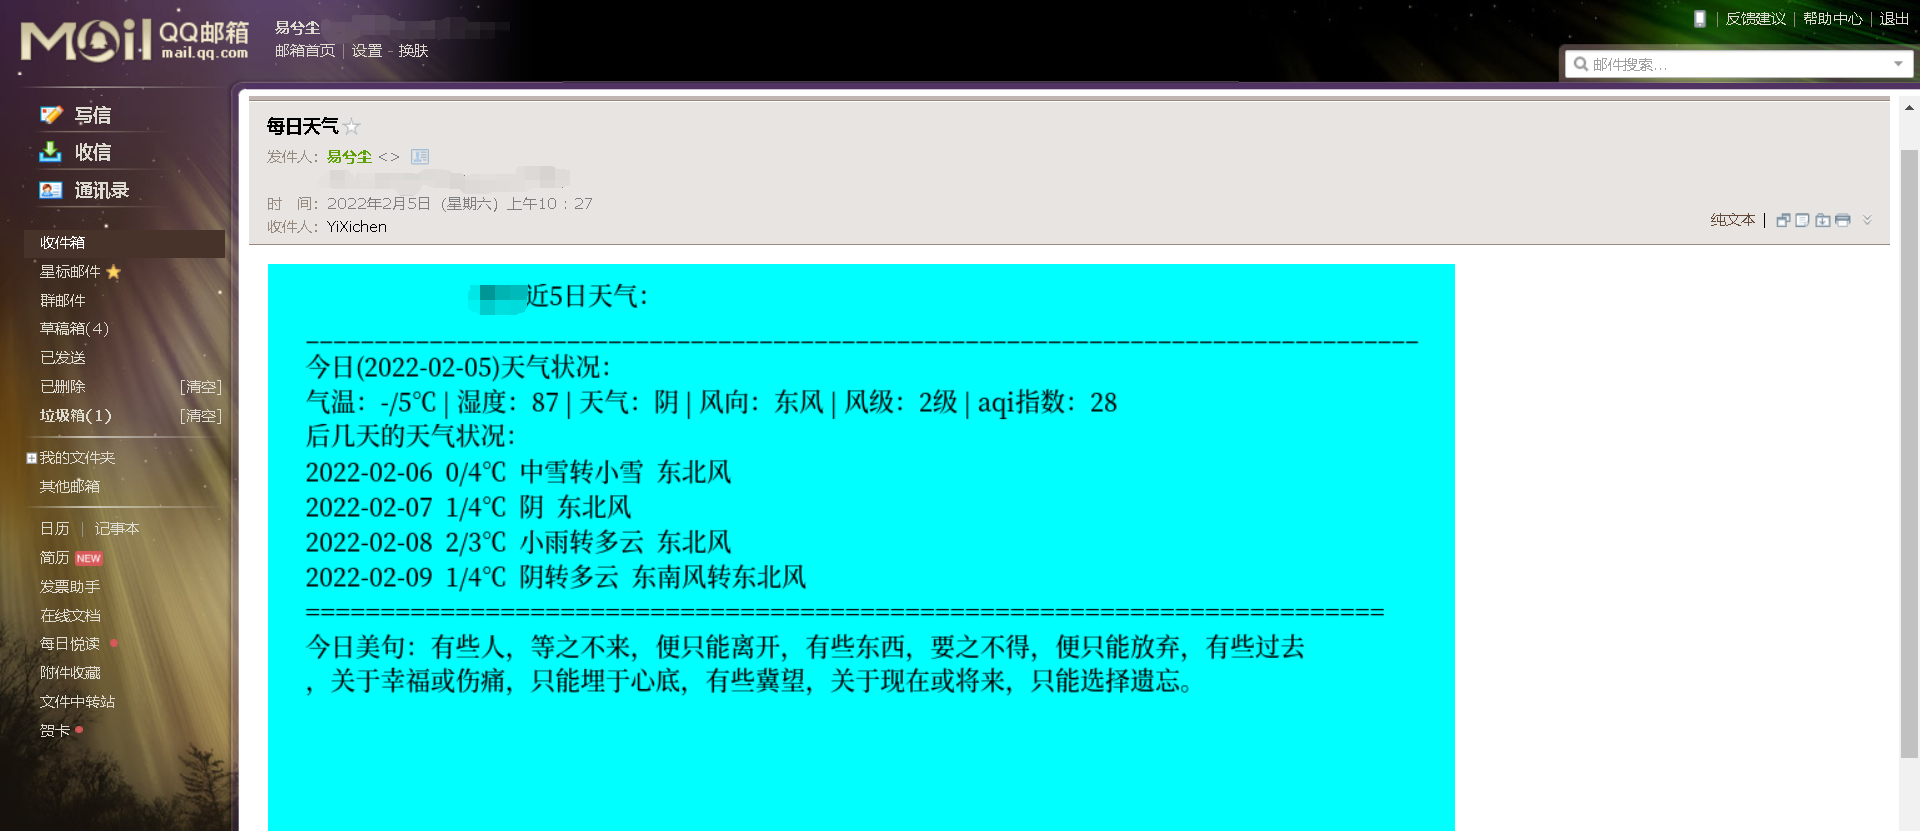 Mail QQ邮箱
mail.qq.com
易兮尘
邮箱首页 | 设置 - 换肤
| 反馈建议 | 帮助中心 | 退出
邮件搜索...
写信
收信
通讯录
收件箱
星标邮件
群邮件
草稿箱(4)
已发送
已删除 [清空]
垃圾箱(1) [清空]
我的文件夹
其他邮箱
日历 | 记事本
简历 NEW
发票助手
在线文档
每日悦读
附件收藏
文件中转站
贺卡
每日天气
发件人：易兮尘 <>
时 间：2022年2月5日 (星期六) 上午10：27
收件人：YiXichen
纯文本 |
近5日天气：
今日(2022-02-05)天气状况：
气温：-/5℃ | 湿度：87 | 天气：阴 | 风向：东风 | 风级：2级 | aqi指数：28
后几天的天气状况：
2022-02-06 0/4℃ 中雪转小雪 东北风
2022-02-07 1/4℃ 阴 东北风
2022-02-08 2/3℃ 小雨转多云 东北风
2022-02-09 1/4℃ 阴转多云 东南风转东北风
========================================================================
今日美句：有些人，等之不来，便只能离开，有些东西，要之不得，便只能放弃，有些过去
，关于幸福或伤痛，只能埋于心底，有些冀望，关于现在或将来，只能选择遗忘。